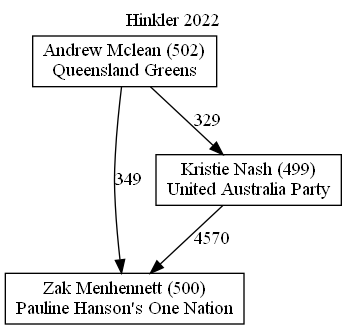 Hinkler 2022
Andrew Mclean (502)
Queensland Greens
329
Kristie Nash (499)
United Australia Party
349
4570
Zak Menhennett (500)
Pauline Hanson's One Nation